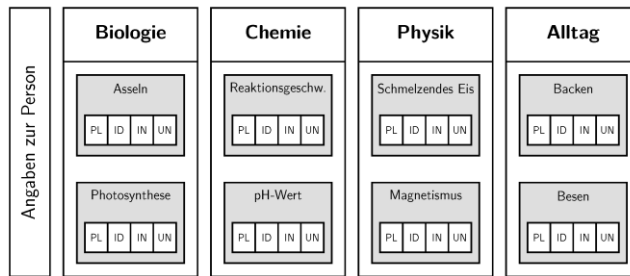 Angaben zur Person
Biologie
Asseln
PL ID IN UN
Photosynthese
PL ID IN UN
Chemie
Reaktionsgeschw.
PL ID IN UN
pH-Wert
PL ID IN UN
Physik
Schmelzendes Eis
PL ID IN UN
Magnetismus
PL ID IN UN
Alltag
Backen
PL ID IN UN
Besen
PL ID IN UN